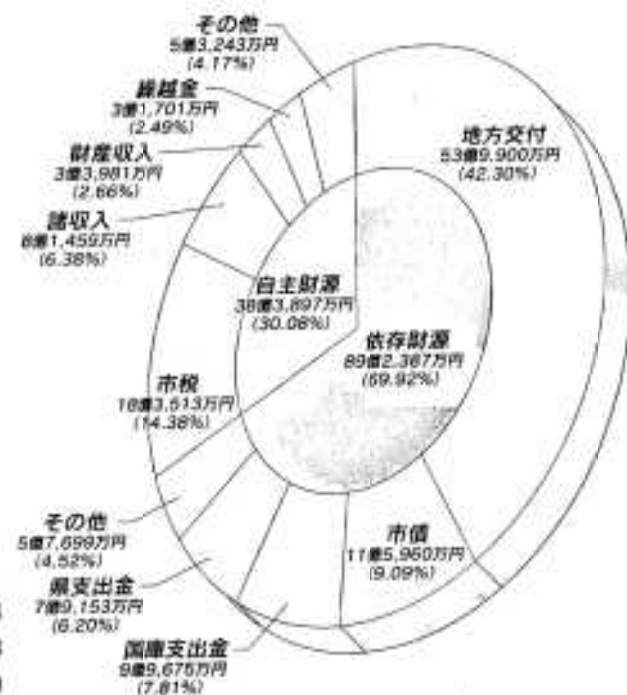 その他
5億3,243万円
(4.17%)
繰越金
3億1,701万円
(2.49%)
財産収入
3億3,981万円
(2.66%)
諸収入
8億1,459万円
(6.38%)
市税
18億3,513万円
(14.38%)
自主財源
38億3,897万円
(30.08%)
地方交付
53億9,900万円
(42.30%)
依存財源
89億2,387万円
(69.92%)
その他
5億7,699万円
(4.52%)
県支出金
7億9,153万円
(6.20%)
国庫支出金
9億9,675万円
(7.81%)
市債
11億5,960万円
(9.09%)